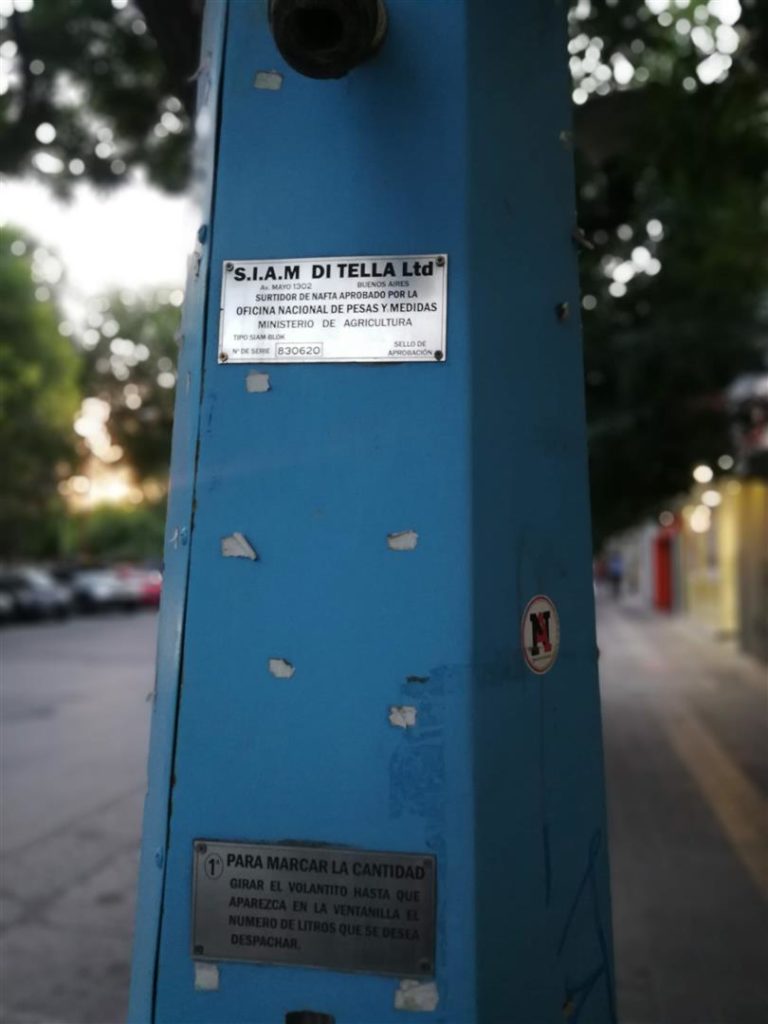 S.I.A.M DI TELLA Ltd
Av. MAYO 1302 BUENOS AIRES
SURTIDOR DE NAFTA APROBADO POR LA
OFICINA NACIONAL DE PESAS Y MEDIDAS
MINISTERIO DE AGRICULTURA
TIPO SIAM-BLOK
Nº DE SERIE 830620
SELLO DE
APROBACIÓN
N
1ª PARA MARCAR LA CANTIDAD
GIRAR EL VOLANTITO HASTA QUE
APAREZCA EN LA VENTANILLA EL
NUMERO DE LITROS QUE SE DESEA
DESPACHAR.